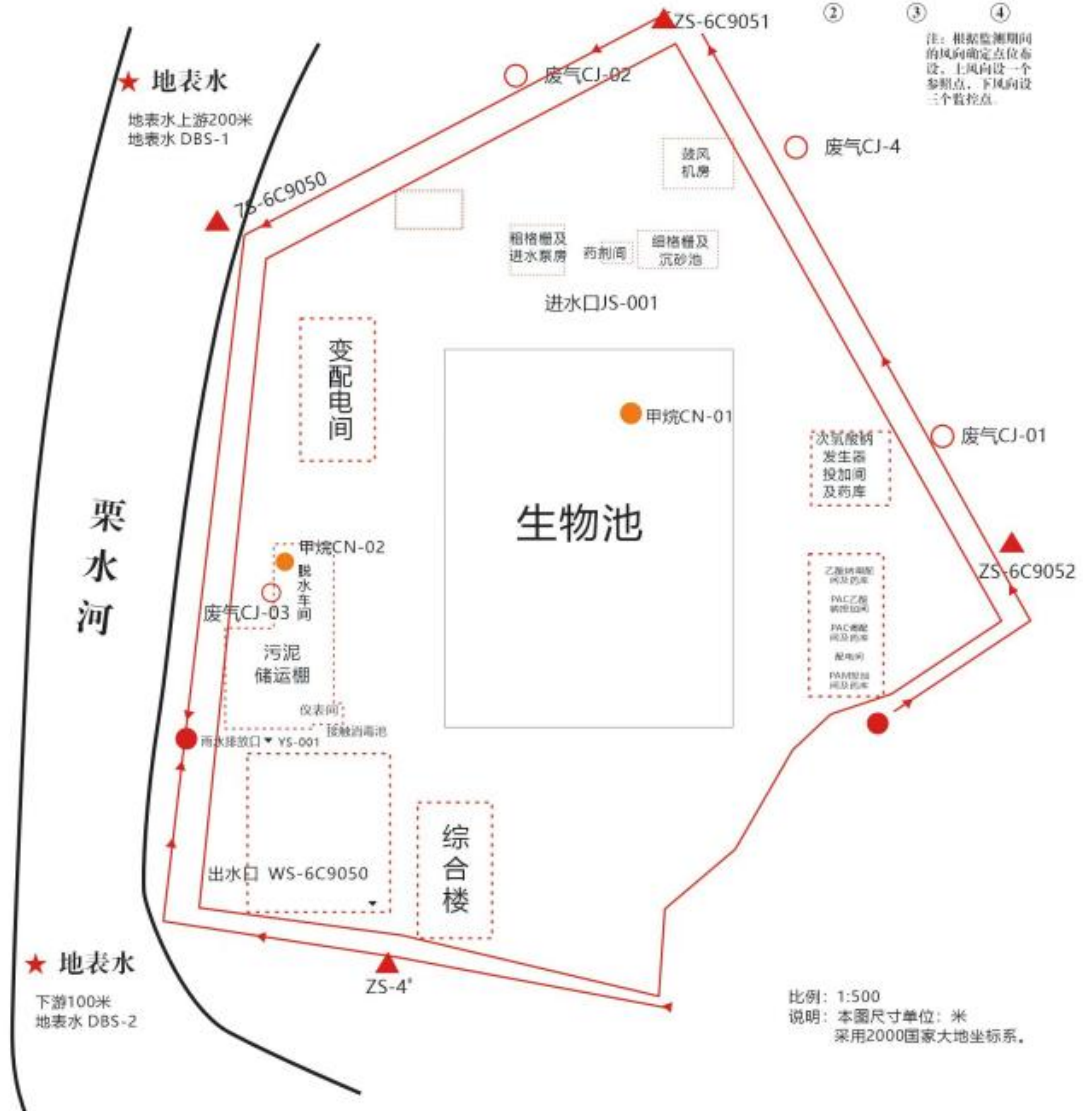 ZS-6C9051
② ③ ④
注：根据监测期间
的风向确定点位布
设。上风向设一个
参照点，下风向设
三个监控点
★ 地表水
地表水上游200米
地表水 DBS-1
废气CJ-02
废气CJ-4
鼓风
机房
ZS-6C9050
粗格栅及
进水泵房
药剂间
细格栅及
沉砂池
进水口JS-001
变
配
电
间
甲烷CN-01
次氧酸钠
发生器
投加间
及药库
废气CJ-01
栗
水
河
生物池
甲烷CN-02
脱
水
车
间
废气CJ-03
污泥
储运棚
仪表间
接触消毒池
雨水排放口 YS-001
ZS-6C9052
PAC乙酸
配电间
出水口 WS-6C9050
综
合
楼
★ 地表水
下游100米
地表水 DBS-2
ZS-4*
比例：1:500
说明：本图尺寸单位：米
采用2000国家大地坐标系。